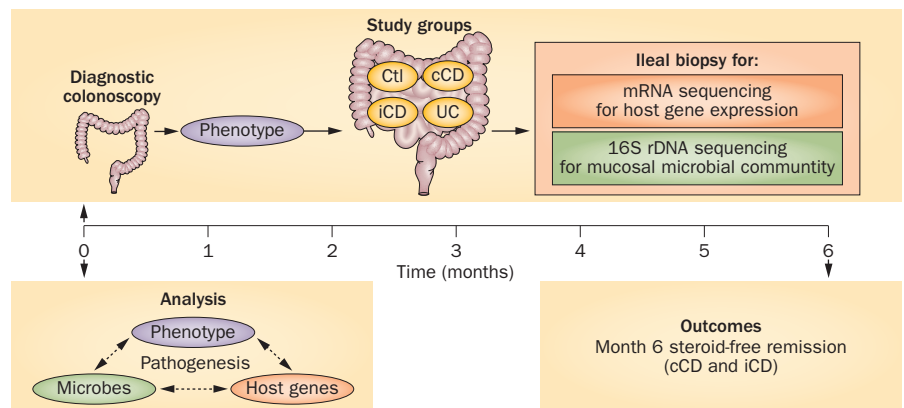 Study groups
Diagnostic
colonoscopy
Phenotype
Ctl
cCD
iCD
UC
Ileal biopsy for:
mRNA sequencing
for host gene expression
16S rDNA sequencing
for mucosal microbial communtity
0 1 2 3 4 5 6
Time (months)
Analysis
Phenotype
Pathogenesis
Microbes
Host genes
Outcomes
Month 6 steroid-free remission
(cCD and iCD)